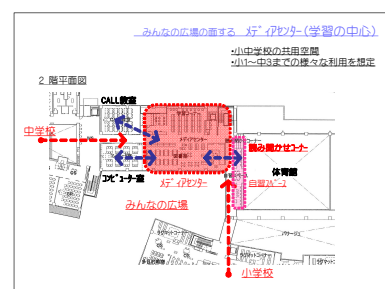 みんなの広場の面する メディアセンター(学習の中心)
・小中学校の共用空間
・小1～中3までの様々な利用を想定
2 階平面図
CALL教室
中学校
読み聞かせコーナー
コンピューター室
メディアセンター
体育館
自習スペース
みんなの広場
小学校